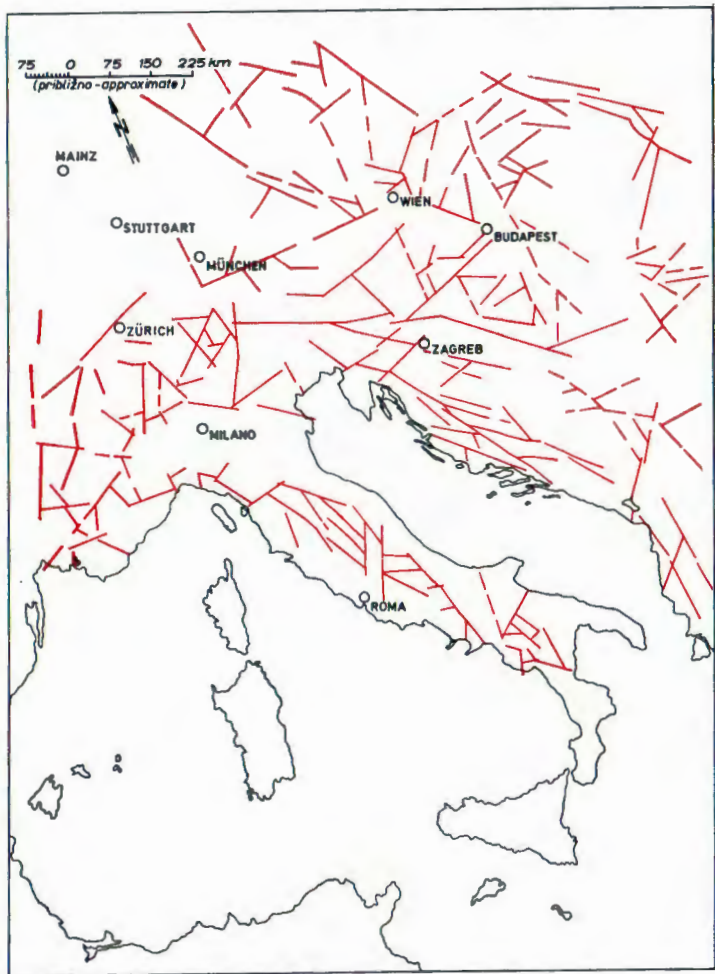 75 0 75 150 225 km
(približno-approximate)
N
MAINZ
WIEN
STUTTGART
BUDAPEST
MÜNCHEN
ZÜRICH
ZAGREB
MILANO
ROMA